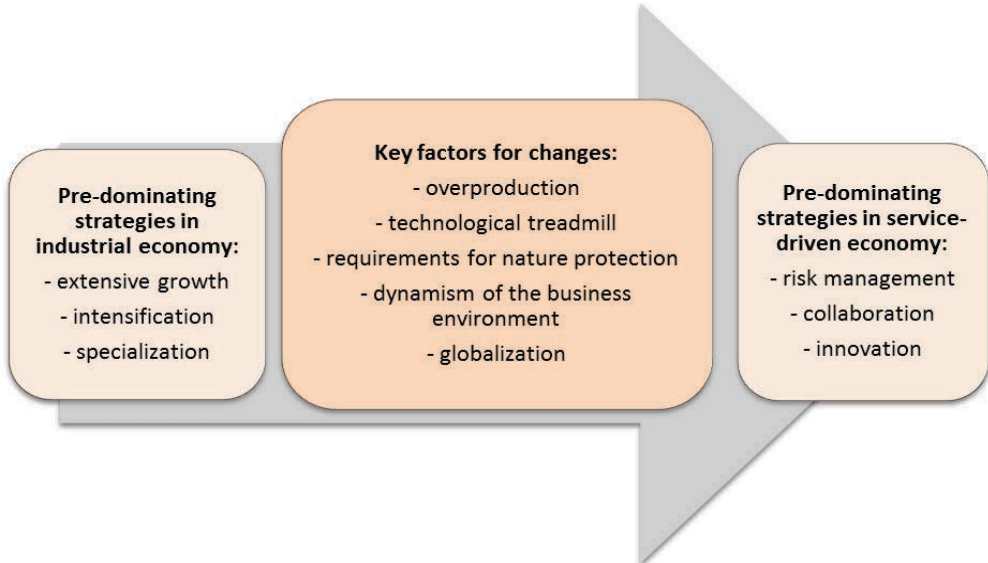 Pre-dominating
strategies in
industrial economy:
- extensive growth
- intensification
- specialization
Key factors for changes:
- overproduction
- technological treadmill
- requirements for nature protection
- dynamism of the business
environment
- globalization
Pre-dominating
strategies in service-
driven economy:
- risk management
- collaboration
- innovation